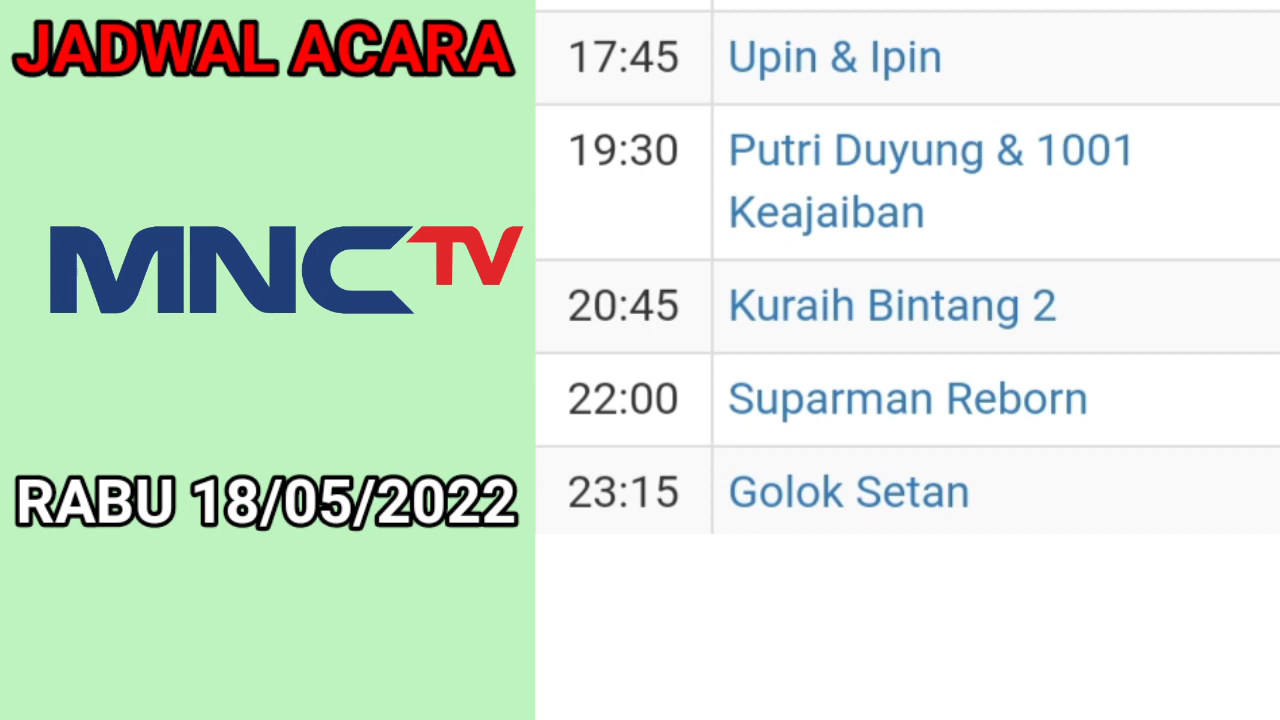 JADWAL ACARA
MNCTV
RABU 18/05/2022
17:45 Upin & Ipin
19:30 Putri Duyung & 1001
Keajaiban
20:45 Kuraih Bintang 2
22:00 Suparman Reborn
23:15 Golok Setan